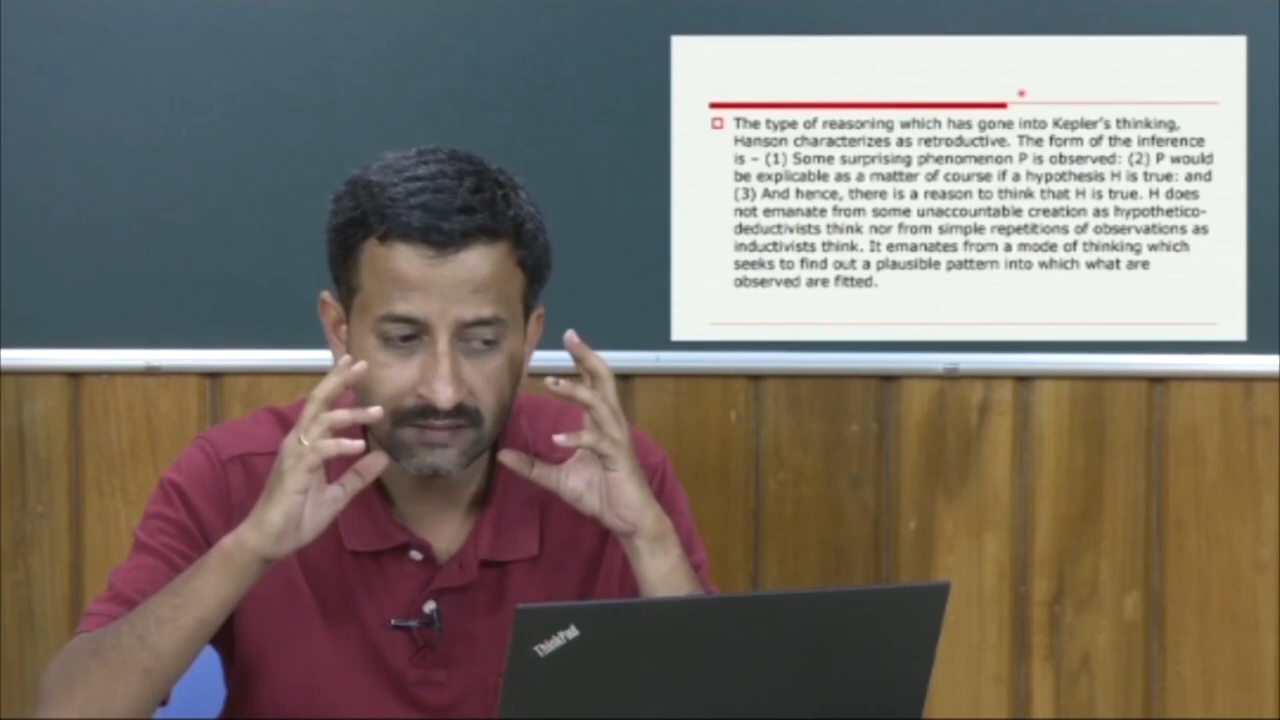 The type of reasoning which has gone into Kepler's thinking,
Hanson characterizes as retroductive. The form of the inference
is – (1) Some surprising phenomenon P is observed: (2) P would
be explicable as a matter of course if a hypothesis H is true: and
(3) And hence, there is a reason to think that H is true. H does
not emanate from some unaccountable creation as hypothetico-
deductivists think nor from simple repetitions of observations as
inductivists think. It emanates from a mode of thinking which
seeks to find out a plausible pattern into which what are
observed are fitted.
ThinkPad